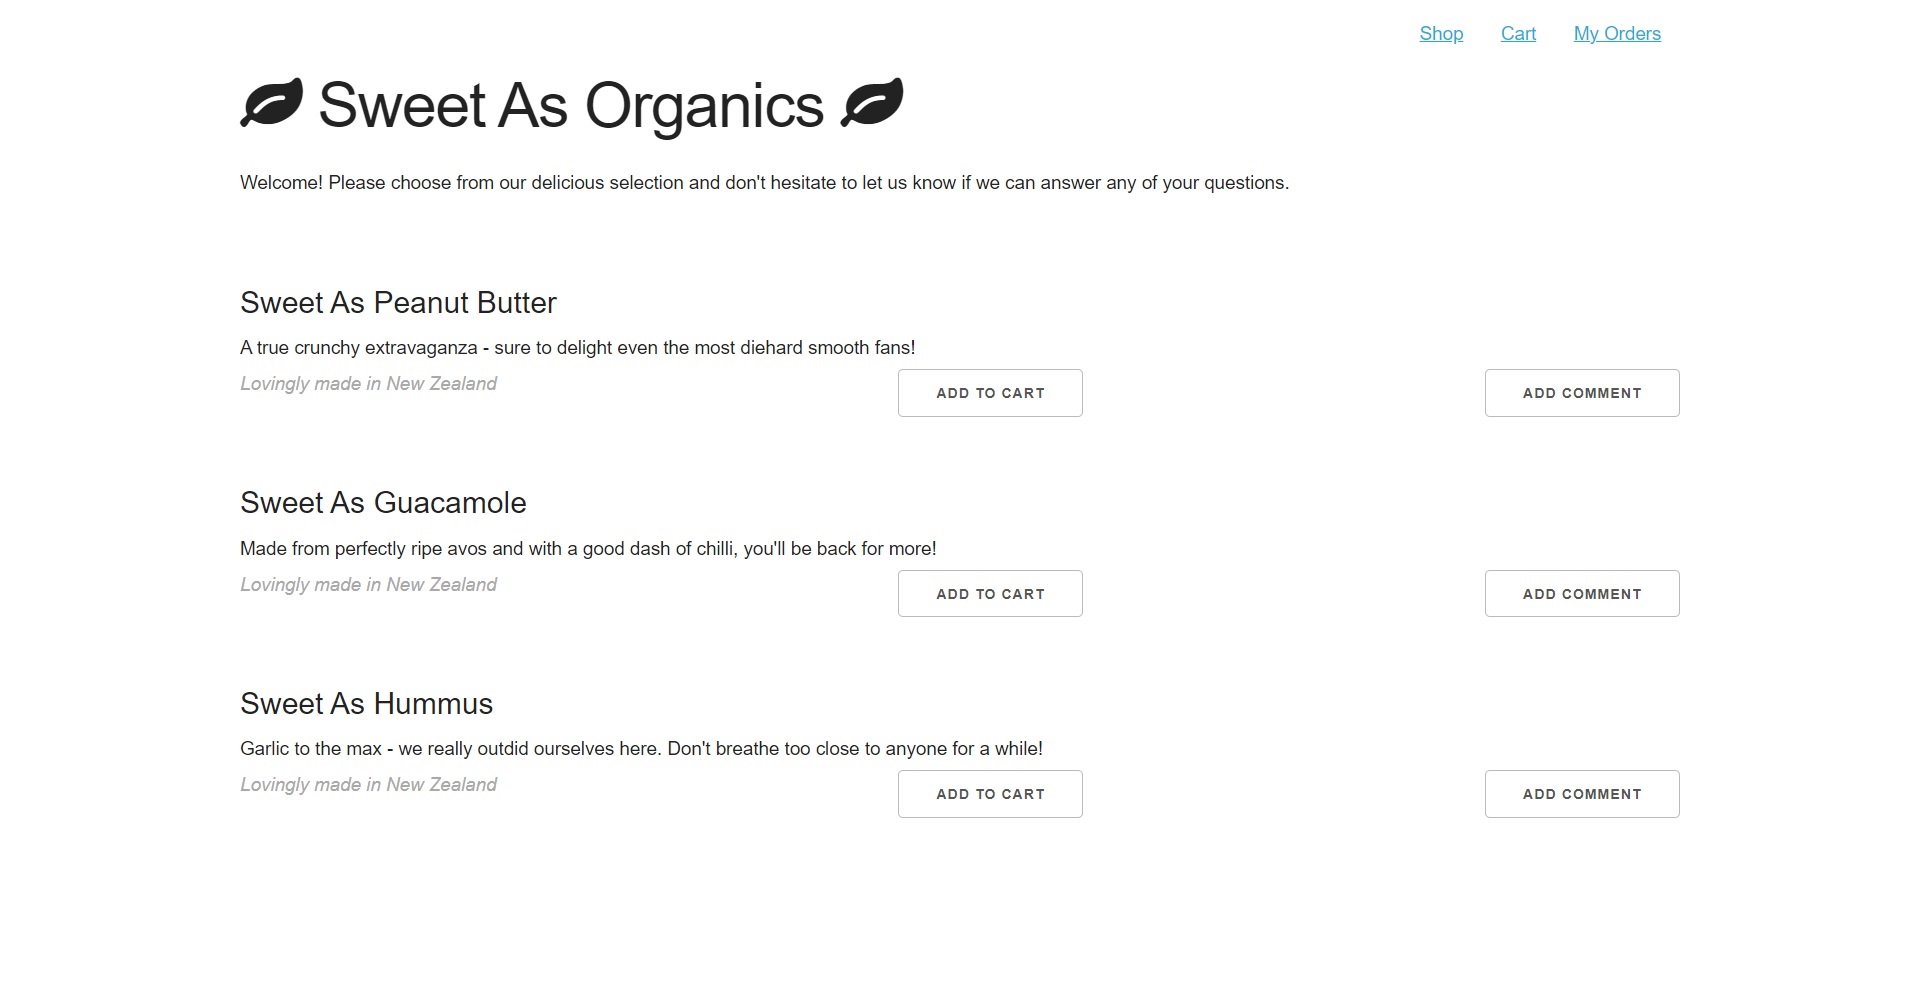 Shop Cart My Orders
Sweet As Organics
Welcome! Please choose from our delicious selection and don't hesitate to let us know if we can answer any of your questions.
Sweet As Peanut Butter
A true crunchy extravaganza - sure to delight even the most diehard smooth fans!
Lovingly made in New Zealand ADD TO CART ADD COMMENT
Sweet As Guacamole
Made from perfectly ripe avos and with a good dash of chilli, you'll be back for more!
Lovingly made in New Zealand ADD TO CART ADD COMMENT
Sweet As Hummus
Garlic to the max - we really outdid ourselves here. Don't breathe too close to anyone for a while!
Lovingly made in New Zealand ADD TO CART ADD COMMENT